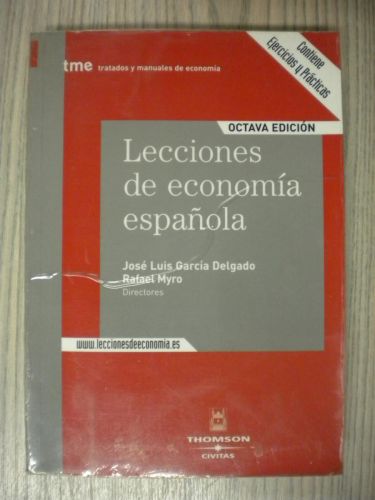 tme tratados y manuales de economía
Contiene
Ejercicios y Prácticas
OCTAVA EDICIÓN
Lecciones
de economía
española
José Luis García Delgado
Rafael Myro
Directores
www.leccionesdeeconomia.es
THOMSON
CIVITAS